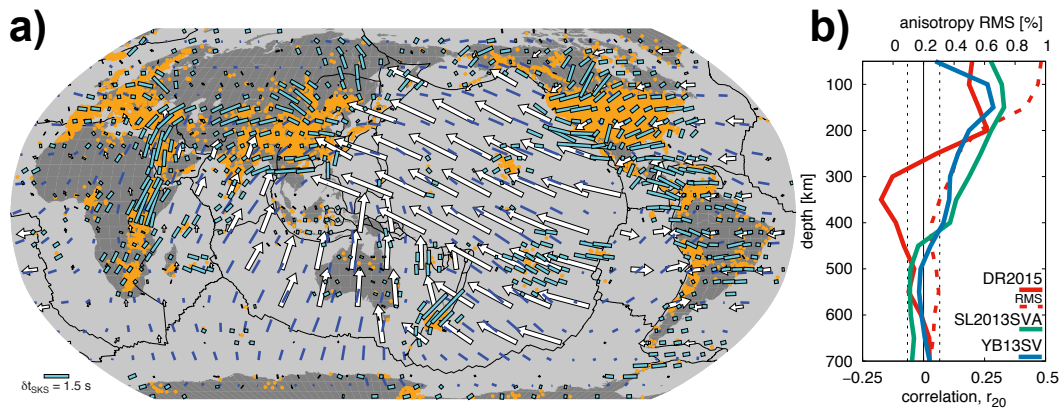 a)
δt_SKS = 1.5 s
b)
anisotropy RMS [%]
0 0.2 0.4 0.6 0.8 1
100
200
300
400
500
600
700
depth [km]
DR2015
RMS
SL2013SVA
YB13SV
−0.25 0 0.25 0.5
correlation, r_20